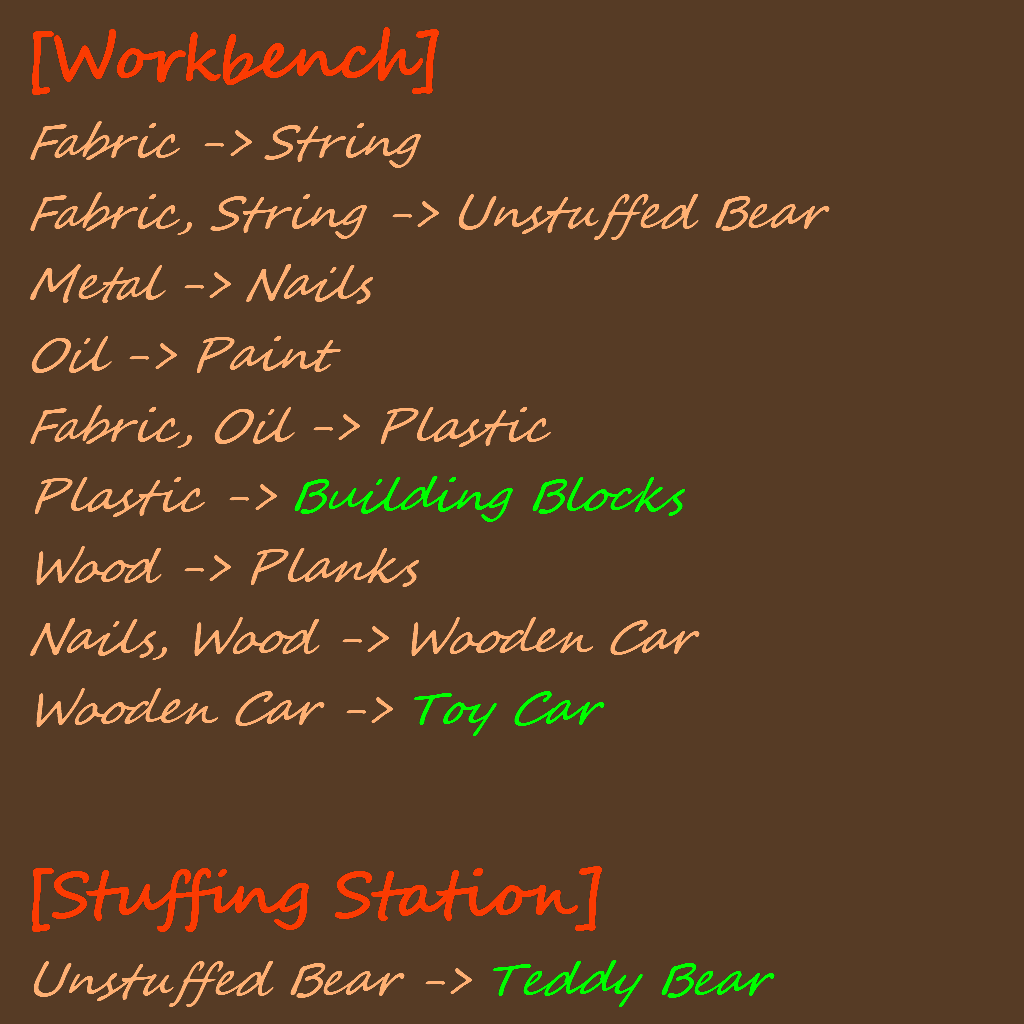 [Workbench]
Fabric -> String
Fabric, String -> Unstuffed Bear
Metal -> Nails
Oil -> Paint
Fabric, Oil -> Plastic
Plastic -> Building Blocks
Wood -> Planks
Nails, Wood -> Wooden Car
Wooden Car -> Toy Car
[Stuffing Station]
Unstuffed Bear -> Teddy Bear